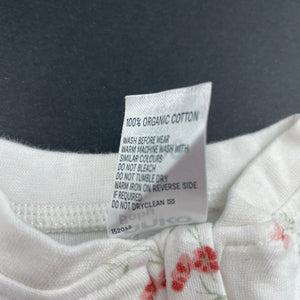 100% ORGANIC COTTON
WASH BEFORE WEAR
WARM MACHINE WASH WITH
SIMILAR COLOURS
DO NOT BLEACH
DO NOT TUMBLE DRY
WARM IRON ON REVERSE SIDE
IF REQUIRED
DO NOT DRYCLEAN